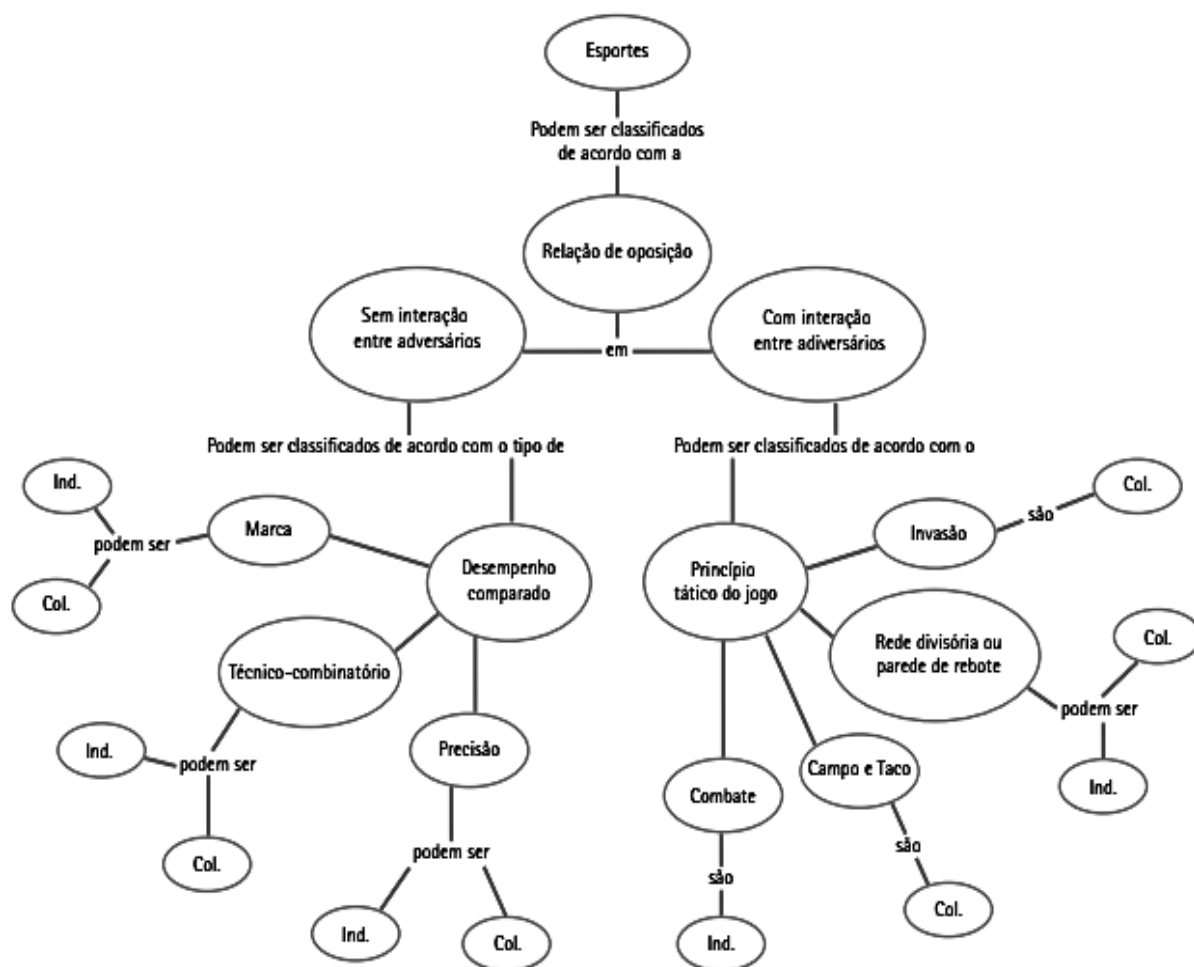 Esportes
Podem ser classificados
de acordo com a
Relação de oposição
Sem interação
entre adversários
em
Com interação
entre adiversários
Podem ser classificados de acordo com o tipo de
Podem ser classificados de acordo com o
Ind.
podem ser
Col.
Marca
Desempenho
comparado
Técnico-combinatório
Ind.
podem ser
Col.
Precisão
podem ser
Ind.
Col.
Princípio
tático do jogo
Invasão
são
Col.
Rede divisória ou
parede de rebote
podem ser
Col.
Ind.
Campo e Taco
são
Col.
Combate
são
Ind.